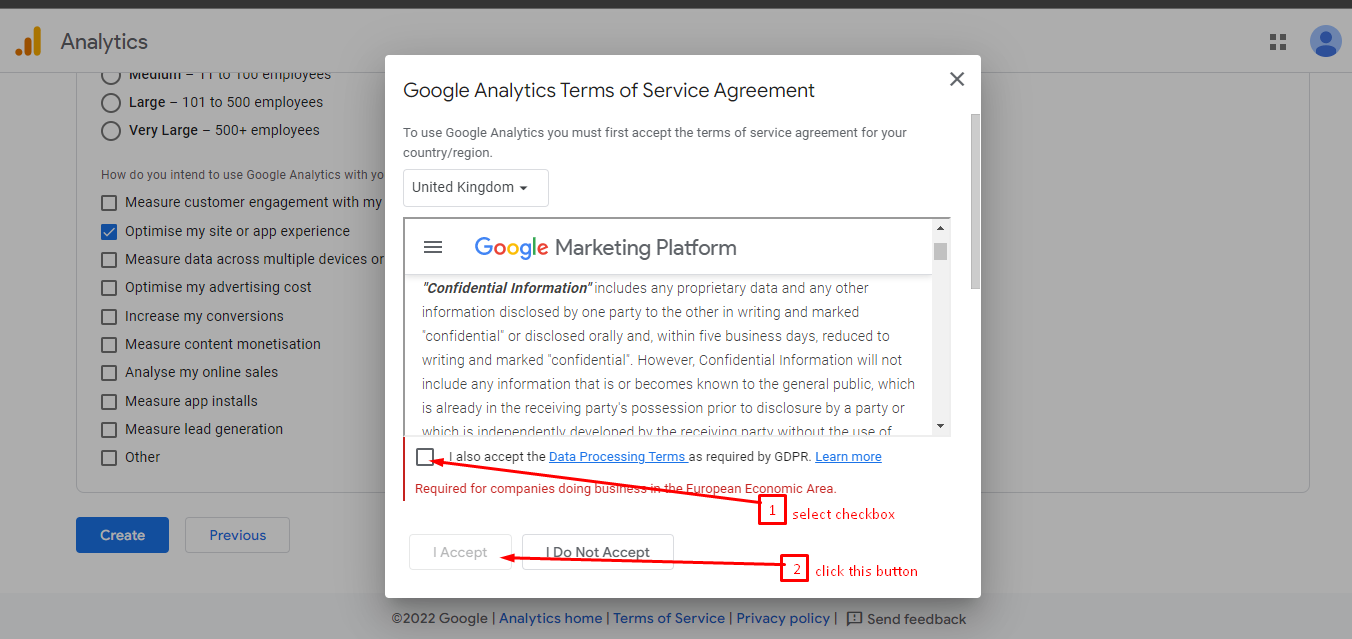 Analytics
Medium – 11 to 100 employees
Large – 101 to 500 employees
Very Large – 500+ employees
How do you intend to use Google Analytics with yo
Measure customer engagement with my
Optimise my site or app experience
Measure data across multiple devices or
Optimise my advertising cost
Increase my conversions
Measure content monetisation
Analyse my online sales
Measure app installs
Measure lead generation
Other
Create
Previous
Google Analytics Terms of Service Agreement
To use Google Analytics you must first accept the terms of service agreement for your
country/region.
United Kingdom
Google Marketing Platform
"Confidential Information" includes any proprietary data and any other
information disclosed by one party to the other in writing and marked
"confidential" or disclosed orally and, within five business days, reduced to
writing and marked "confidential". However, Confidential Information will not
include any information that is or becomes known to the general public, which
is already in the receiving party's possession prior to disclosure by a party or
which is independently developed by the receiving party without the use of
I also accept the Data Processing Terms as required by GDPR. Learn more
Required for companies doing business in the European Economic Area.
1 select checkbox
I Accept
I Do Not Accept
2 click this button
©2022 Google | Analytics home | Terms of Service | Privacy policy | Send feedback